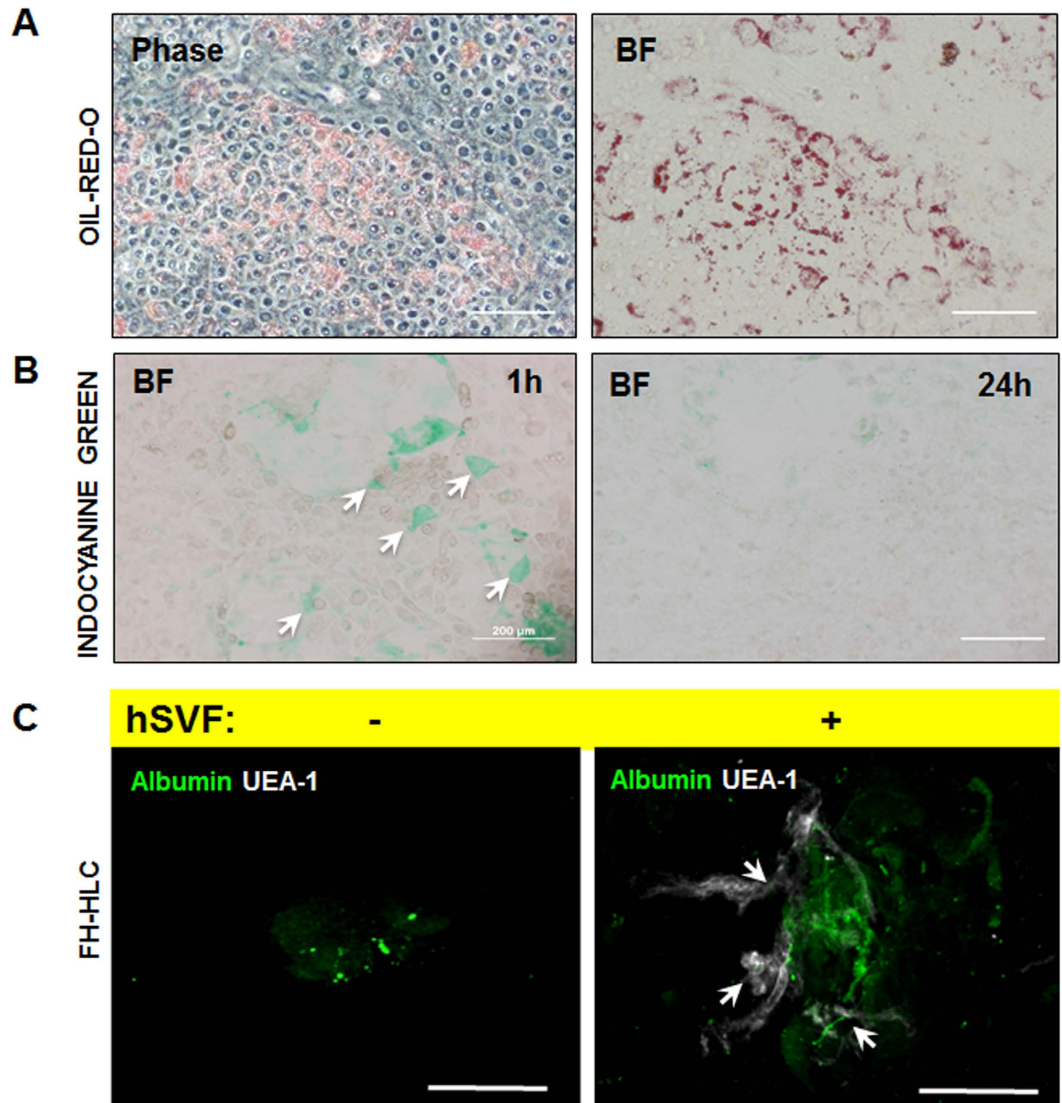 A
OIL-RED-O
Phase
BF
B
INDOCYANINE GREEN
BF 1h
200 µm
BF 24h
C
hSVF: - +
FH-HLC
Albumin UEA-1
Albumin UEA-1